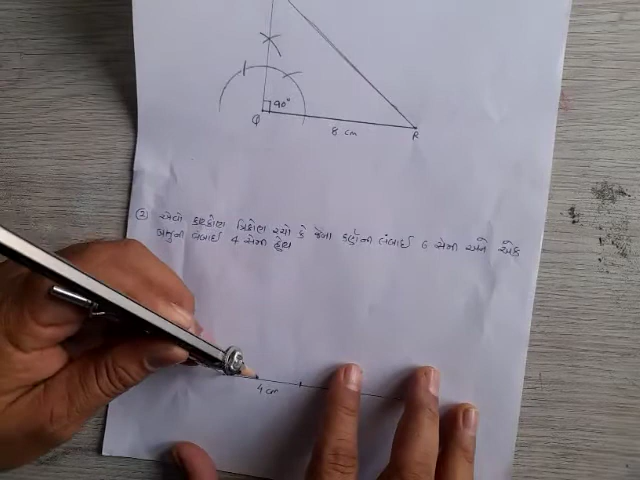 90°
Q
8 cm
R
② એવો કાટકોણ ત્રિકોણ રચો કે જેના કર્ણની લંબાઈ 6 સેમી અને એક
બાજુની લંબાઈ 4 સેમી હોય
4 cm